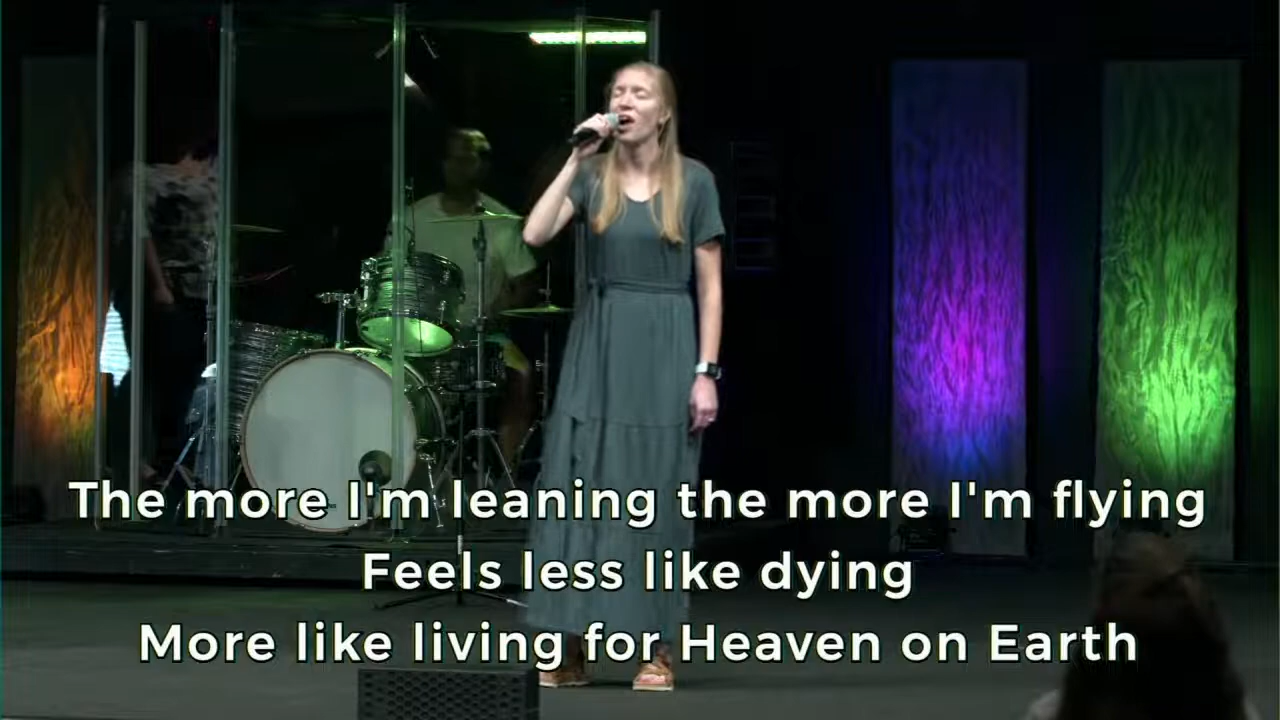 The more I'm leaning the more I'm flying
Feels less like dying
More like living for Heaven on Earth